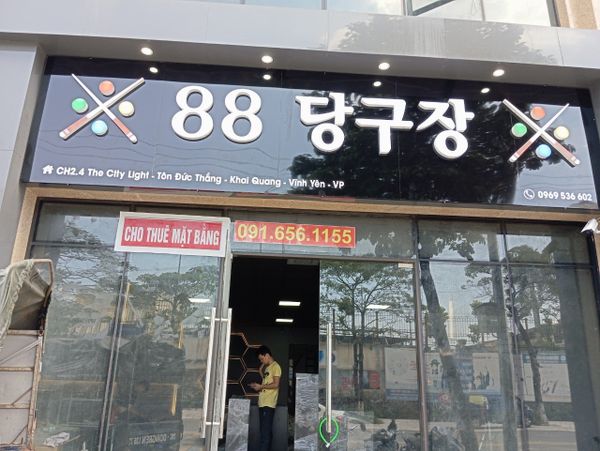 88 당구장
CH2.4 The City Light - Tôn Đức Thắng - Khai Quang - Vĩnh Yên - VP
0969 536 602
CHO THUÊ MẶT BẰNG
091.656.1155